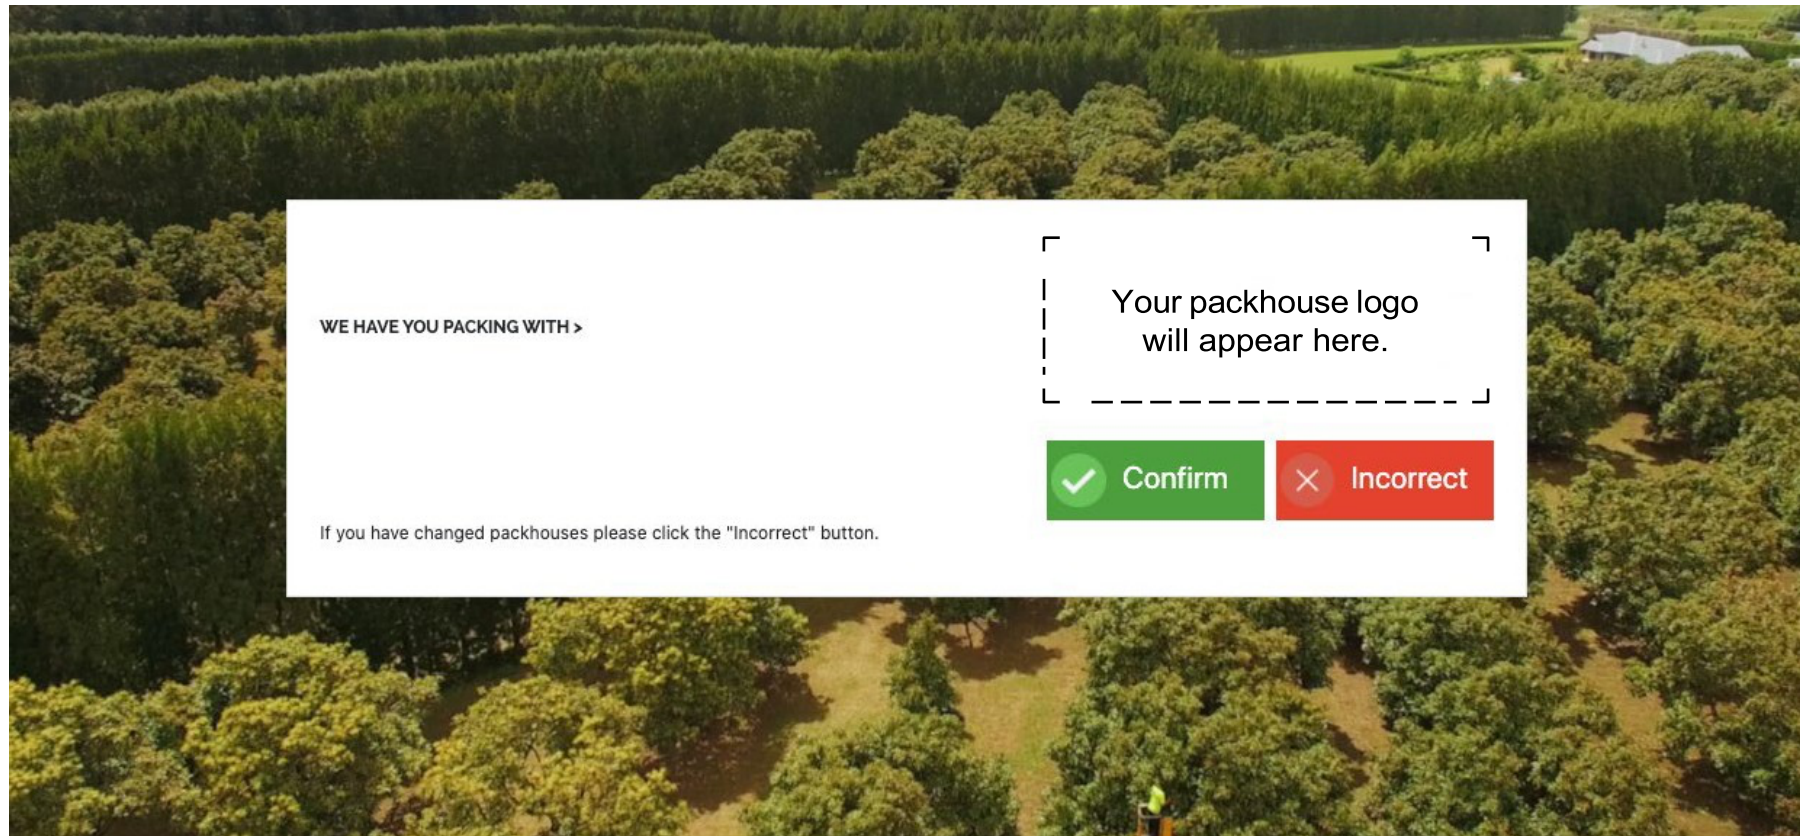 WE HAVE YOU PACKING WITH >
Your packhouse logo
will appear here.
Confirm
Incorrect
If you have changed packhouses please click the "Incorrect" button.